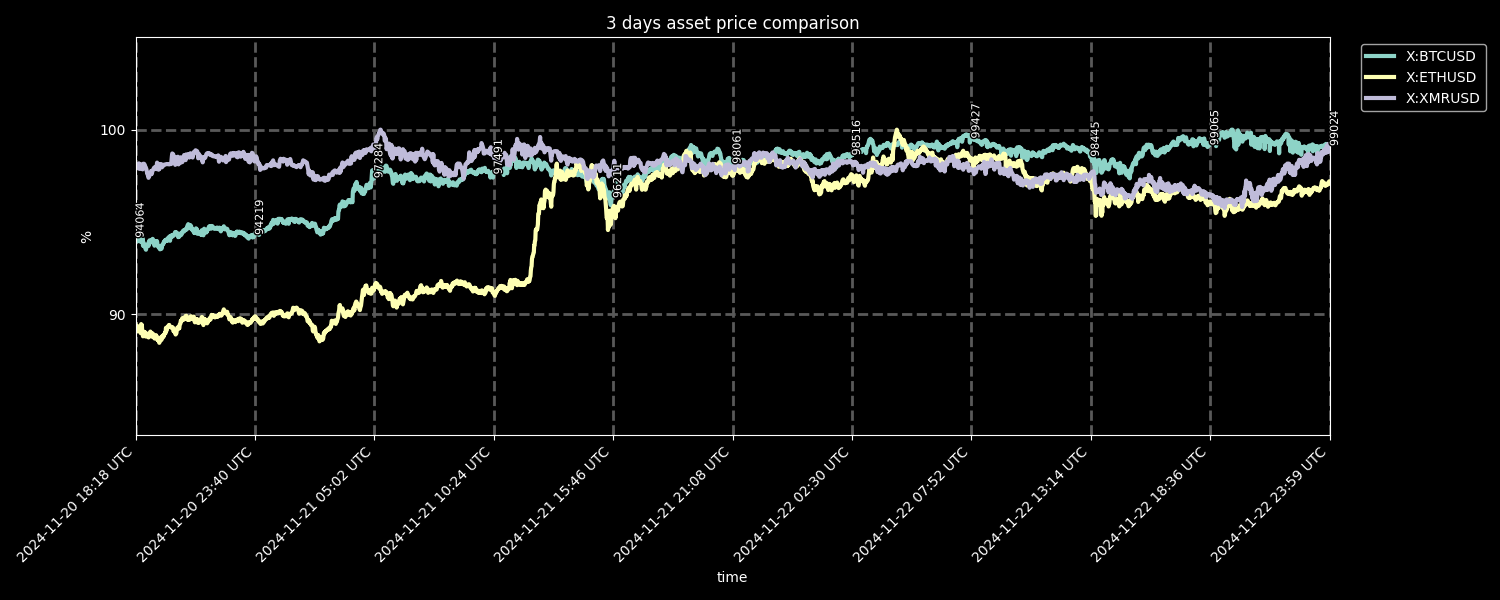 3 days asset price comparison
X:BTCUSD
X:ETHUSD
X:XMRUSD
100
90
%
94064
94219
97284
97491
96211
98061
98516
99427
98445
99065
99024
2024-11-20 18:18 UTC
2024-11-20 23:40 UTC
2024-11-21 05:02 UTC
2024-11-21 10:24 UTC
2024-11-21 15:46 UTC
2024-11-21 21:08 UTC
2024-11-22 02:30 UTC
2024-11-22 07:52 UTC
2024-11-22 13:14 UTC
2024-11-22 18:36 UTC
2024-11-22 23:59 UTC
time